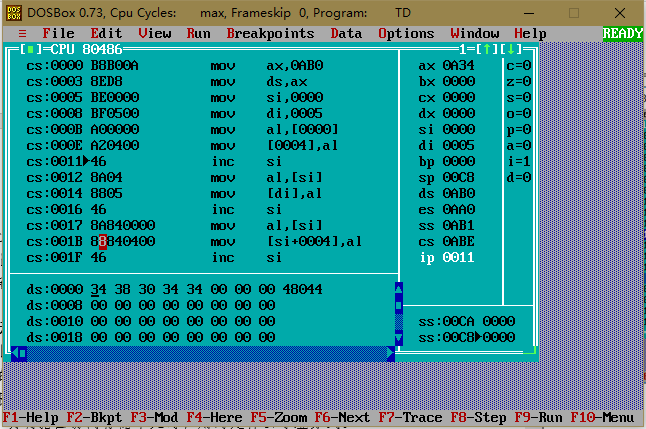 DOSBox 0.73, Cpu Cycles: max, Frameskip 0, Program: TD
≡ File Edit View Run Breakpoints Data Options Window Help READY
[■]=CPU 80486 1=[↑][↓]
cs:0000 B8B00A mov ax,0AB0 ax 0A34 c=0
cs:0003 8ED8 mov ds,ax bx 0000 z=0
cs:0005 BE0000 mov si,0000 cx 0000 s=0
cs:0008 BF0500 mov di,0005 dx 0000 o=0
cs:000B A00000 mov al,[0000] si 0000 p=0
cs:000E A20400 mov [0004],al di 0005 a=0
cs:0011▶46 inc si bp 0000 i=1
cs:0012 8A04 mov al,[si] sp 00C8 d=0
cs:0014 8805 mov [di],al ds 0AB0
cs:0016 46 inc si es 0AA0
cs:0017 8A840000 mov al,[si] ss 0AB1
cs:001B 88840400 mov [si+0004],al cs 0ABE
cs:001F 46 inc si ip 0011
ds:0000 34 38 30 34 34 00 00 00 48044
ds:0008 00 00 00 00 00 00 00 00
ds:0010 00 00 00 00 00 00 00 00 ss:00CA 0000
ds:0018 00 00 00 00 00 00 00 00 ss:00C8▶0000
F1-Help F2-Bkpt F3-Mod F4-Here F5-Zoom F6-Next F7-Trace F8-Step F9-Run F10-Menu